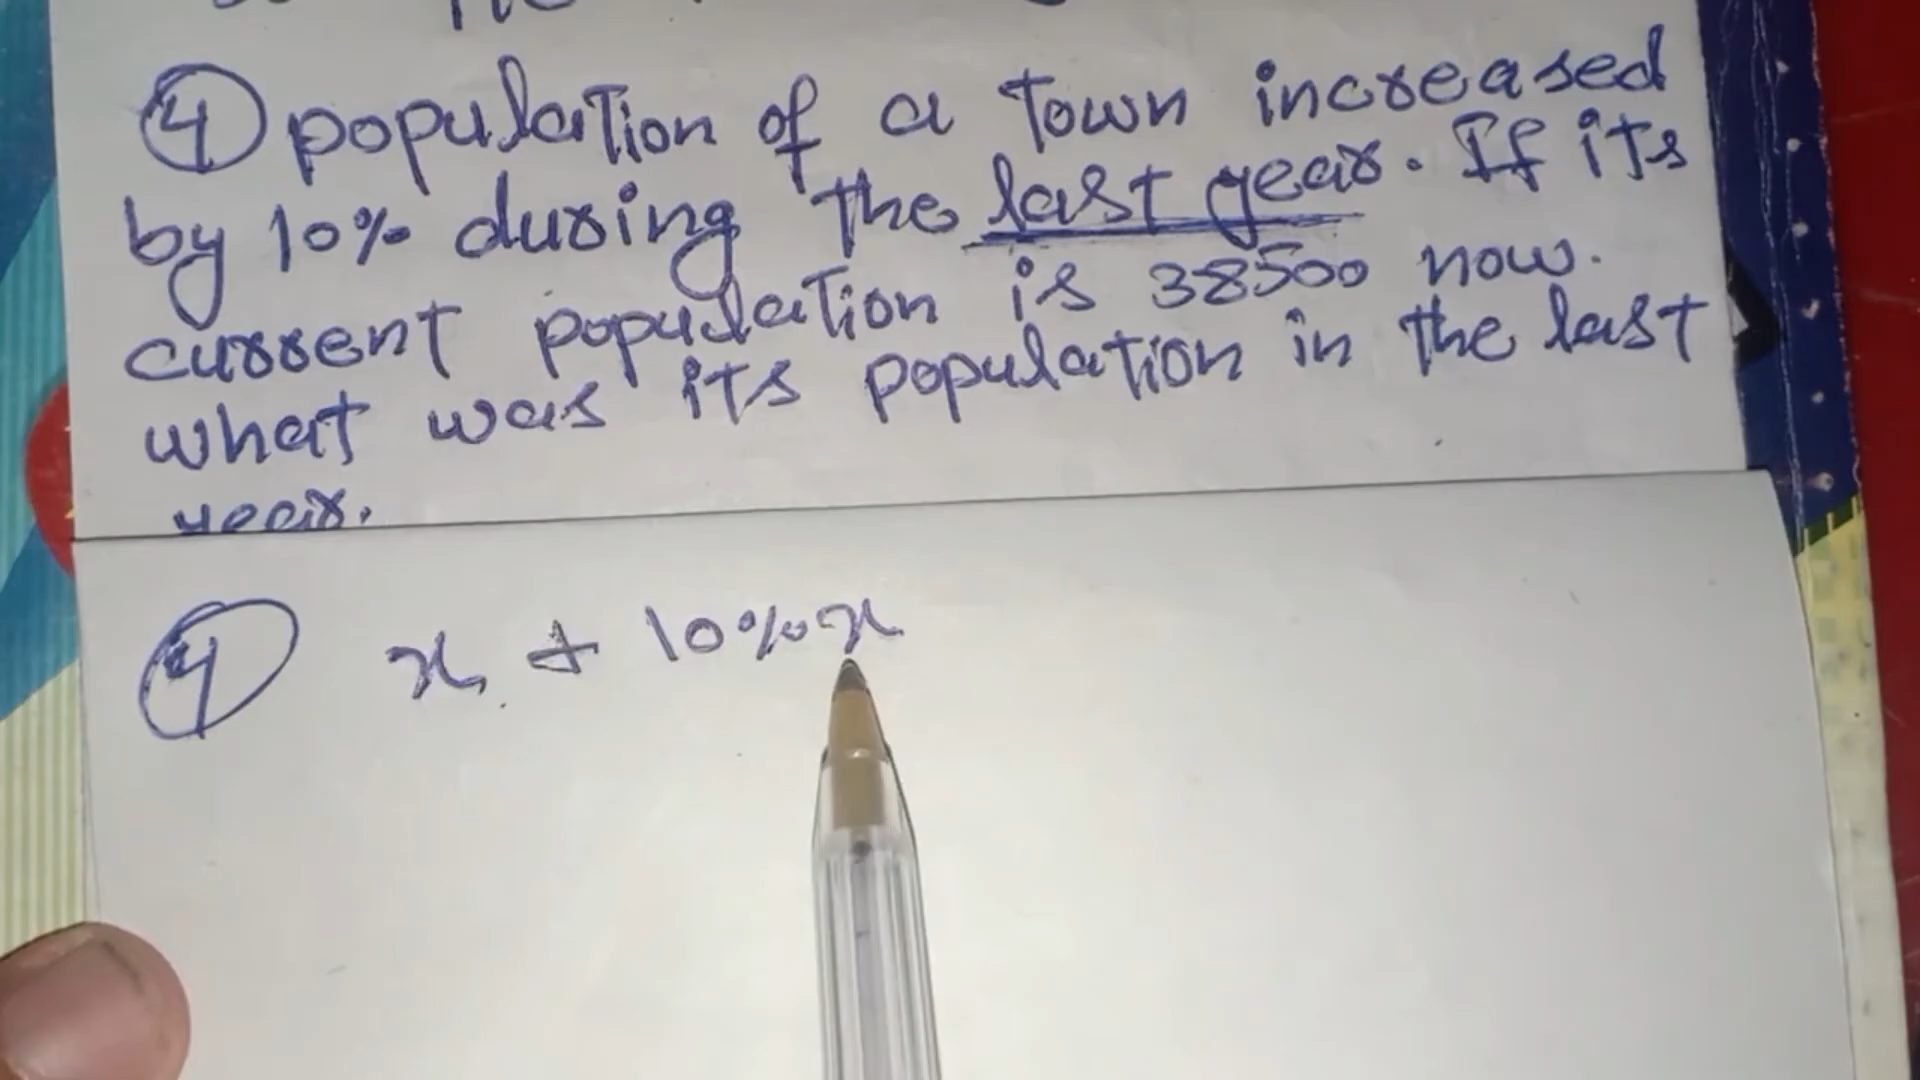 ④ population of a town increased
by 10% during the last year. If its
current population is 38500 now.
what was its population in the last
year.
④ x + 10%x